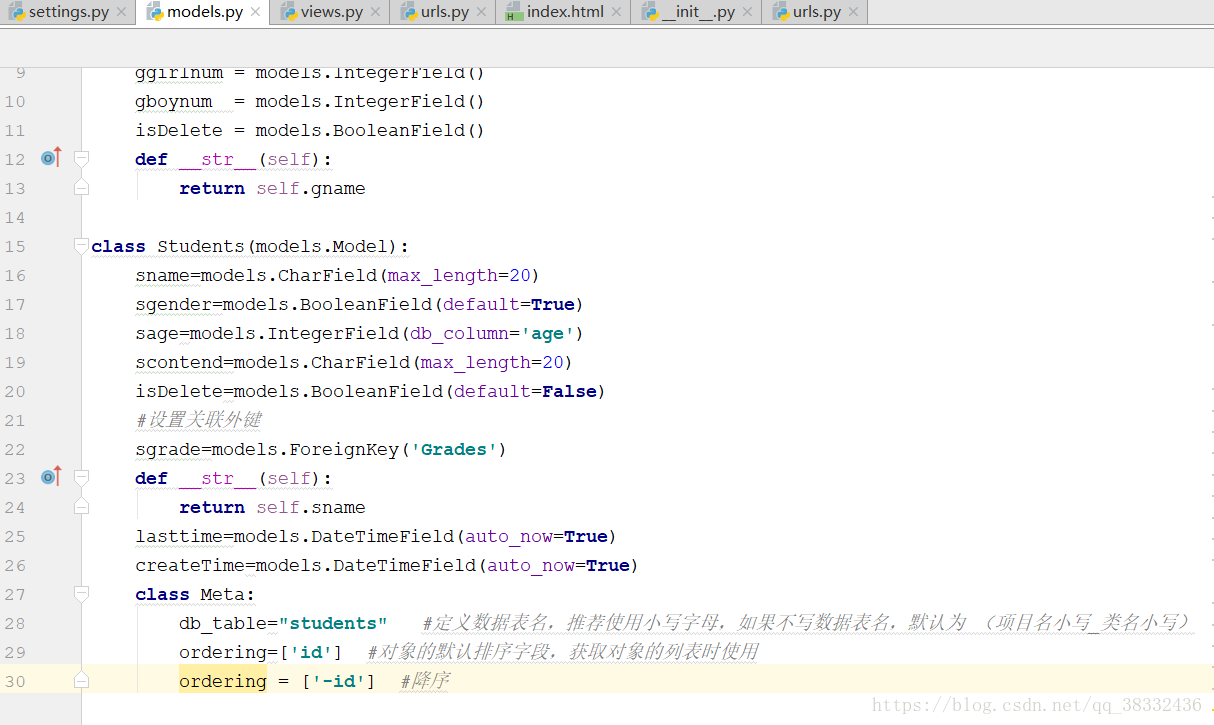 settings.py × models.py × views.py × urls.py × index.html × __init__.py × urls.py ×
9 ggirlnum = models.IntegerField()
10 gboynum  = models.IntegerField()
11 isDelete = models.BooleanField()
12 def __str__(self):
13 return self.gname
14
15 class Students(models.Model):
16 sname=models.CharField(max_length=20)
17 sgender=models.BooleanField(default=True)
18 sage=models.IntegerField(db_column='age')
19 scontend=models.CharField(max_length=20)
20 isDelete=models.BooleanField(default=False)
21 #设置关联外键
22 sgrade=models.ForeignKey('Grades')
23 def __str__(self):
24 return self.sname
25 lasttime=models.DateTimeField(auto_now=True)
26 createTime=models.DateTimeField(auto_now=True)
27 class Meta:
28 db_table="students"   #定义数据表名，推荐使用小写字母，如果不写数据表名，默认为 （项目名小写_类名小写）
29 ordering=['id']  #对象的默认排序字段，获取对象的列表时使用
30 ordering = ['-id']  #降序
https://blog.csdn.net/qq_38332436